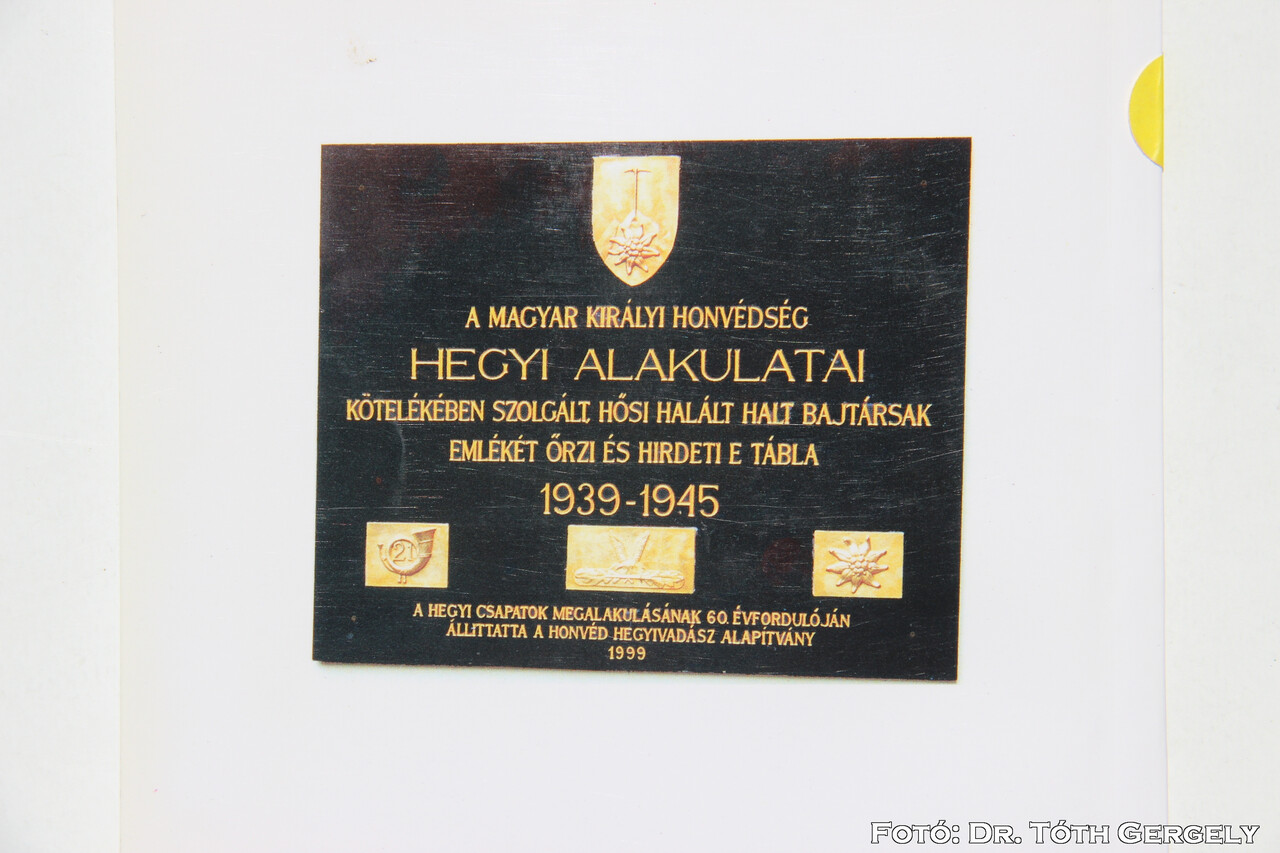 A MAGYAR KIRÁLYI HONVÉDSÉG
HEGYI ALAKULATAI
KÖTELÉKÉBEN SZOLGÁLT, HŐSI HALÁLT HALT BAJTÁRSAK
EMLÉKÉT ŐRZI ÉS HIRDETI E TÁBLA
1939-1945
21
A HEGYI CSAPATOK MEGALAKULÁSÁNAK 60. ÉVFORDULÓJÁN
ÁLLITTATTA A HONVÉD HEGYIVADÁSZ ALAPÍTVÁNY
1999
FOTÓ: DR. TÓTH GERGELY